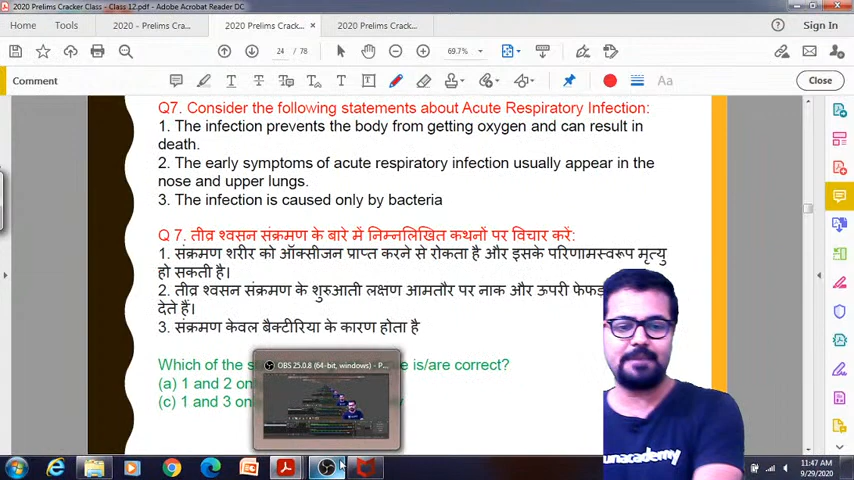 2020 Prelims Cracker Class - Class 12.pdf - Adobe Acrobat Reader DC
Home Tools 2020 – Prelims Cra... 2020 Prelims Crack... × 2020 Prelims Crack... Sign In
24 / 78 69.7%
Comment Aa Close
Q7. Consider the following statements about Acute Respiratory Infection:
1. The infection prevents the body from getting oxygen and can result in
death.
2. The early symptoms of acute respiratory infection usually appear in the
nose and upper lungs.
3. The infection is caused only by bacteria
Q 7. तीव्र श्वसन संक्रमण के बारे में निम्नलिखित कथनों पर विचार करें:
1. संक्रमण शरीर को ऑक्सीजन प्राप्त करने से रोकता है और इसके परिणामस्वरूप मृत्यु
हो सकती है।
2. तीव्र श्वसन संक्रमण के शुरुआती लक्षण आमतौर पर नाक और ऊपरी
देते हैं।
3. संक्रमण केवल बैक्टीरिया के कारण होता है
Which of the is/are correct?
(a) 1 and 2
(c) 1 and 3
OBS 25.0.8 (64-bit, windows) - P...
unacademy
11:47 AM
9/29/2020